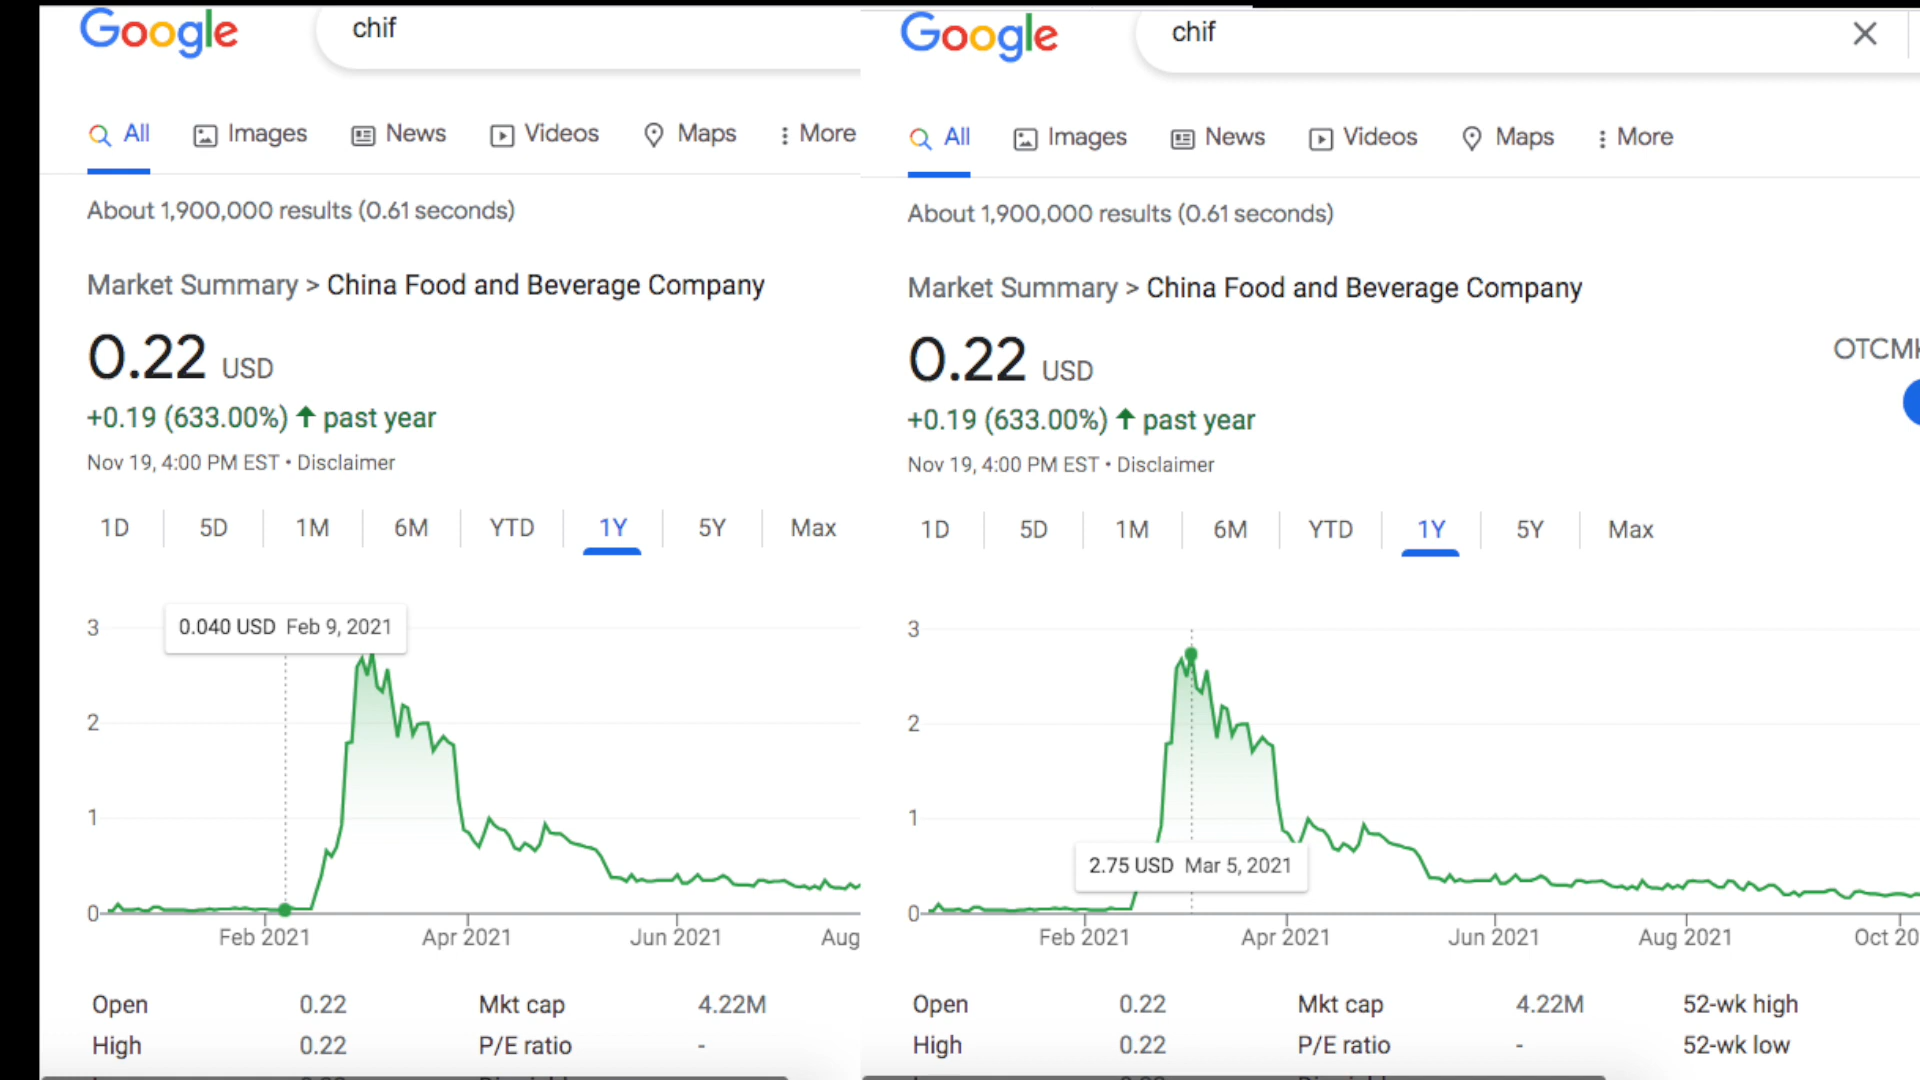 Google chif
All Images News Videos Maps More
About 1,900,000 results (0.61 seconds)
Market Summary > China Food and Beverage Company
0.22 USD
+0.19 (633.00%) ↑ past year
Nov 19, 4:00 PM EST • Disclaimer
1D 5D 1M 6M YTD 1Y 5Y Max
0.040 USD Feb 9, 2021
3
2
1
0
Feb 2021 Apr 2021 Jun 2021 Aug
Open 0.22 Mkt cap 4.22M
High 0.22 P/E ratio -
Google chif
All Images News Videos Maps More
About 1,900,000 results (0.61 seconds)
Market Summary > China Food and Beverage Company
0.22 USD
OTCM
+0.19 (633.00%) ↑ past year
Nov 19, 4:00 PM EST • Disclaimer
1D 5D 1M 6M YTD 1Y 5Y Max
3
2
1
2.75 USD Mar 5, 2021
0
Feb 2021 Apr 2021 Jun 2021 Aug 2021 Oct 20
Open 0.22 Mkt cap 4.22M 52-wk high
High 0.22 P/E ratio - 52-wk low